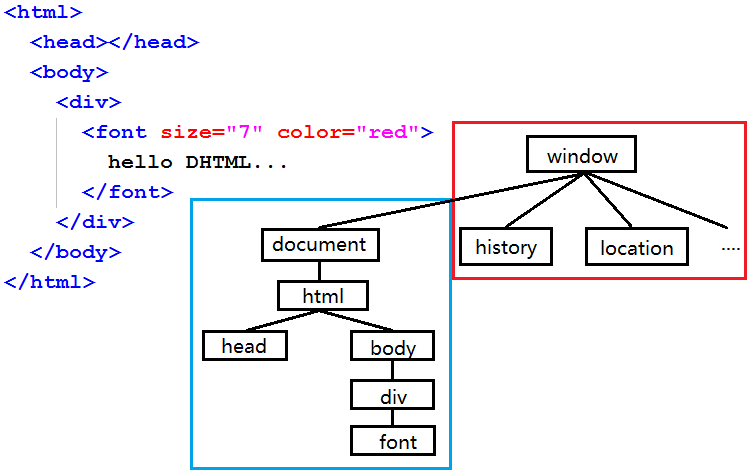 <html>
<head></head>
<body>
<div>
<font size="7" color="red">
hello DHTML...
</font>
</div>
</body>
</html>
window
history
location
....
document
html
head
body
div
font